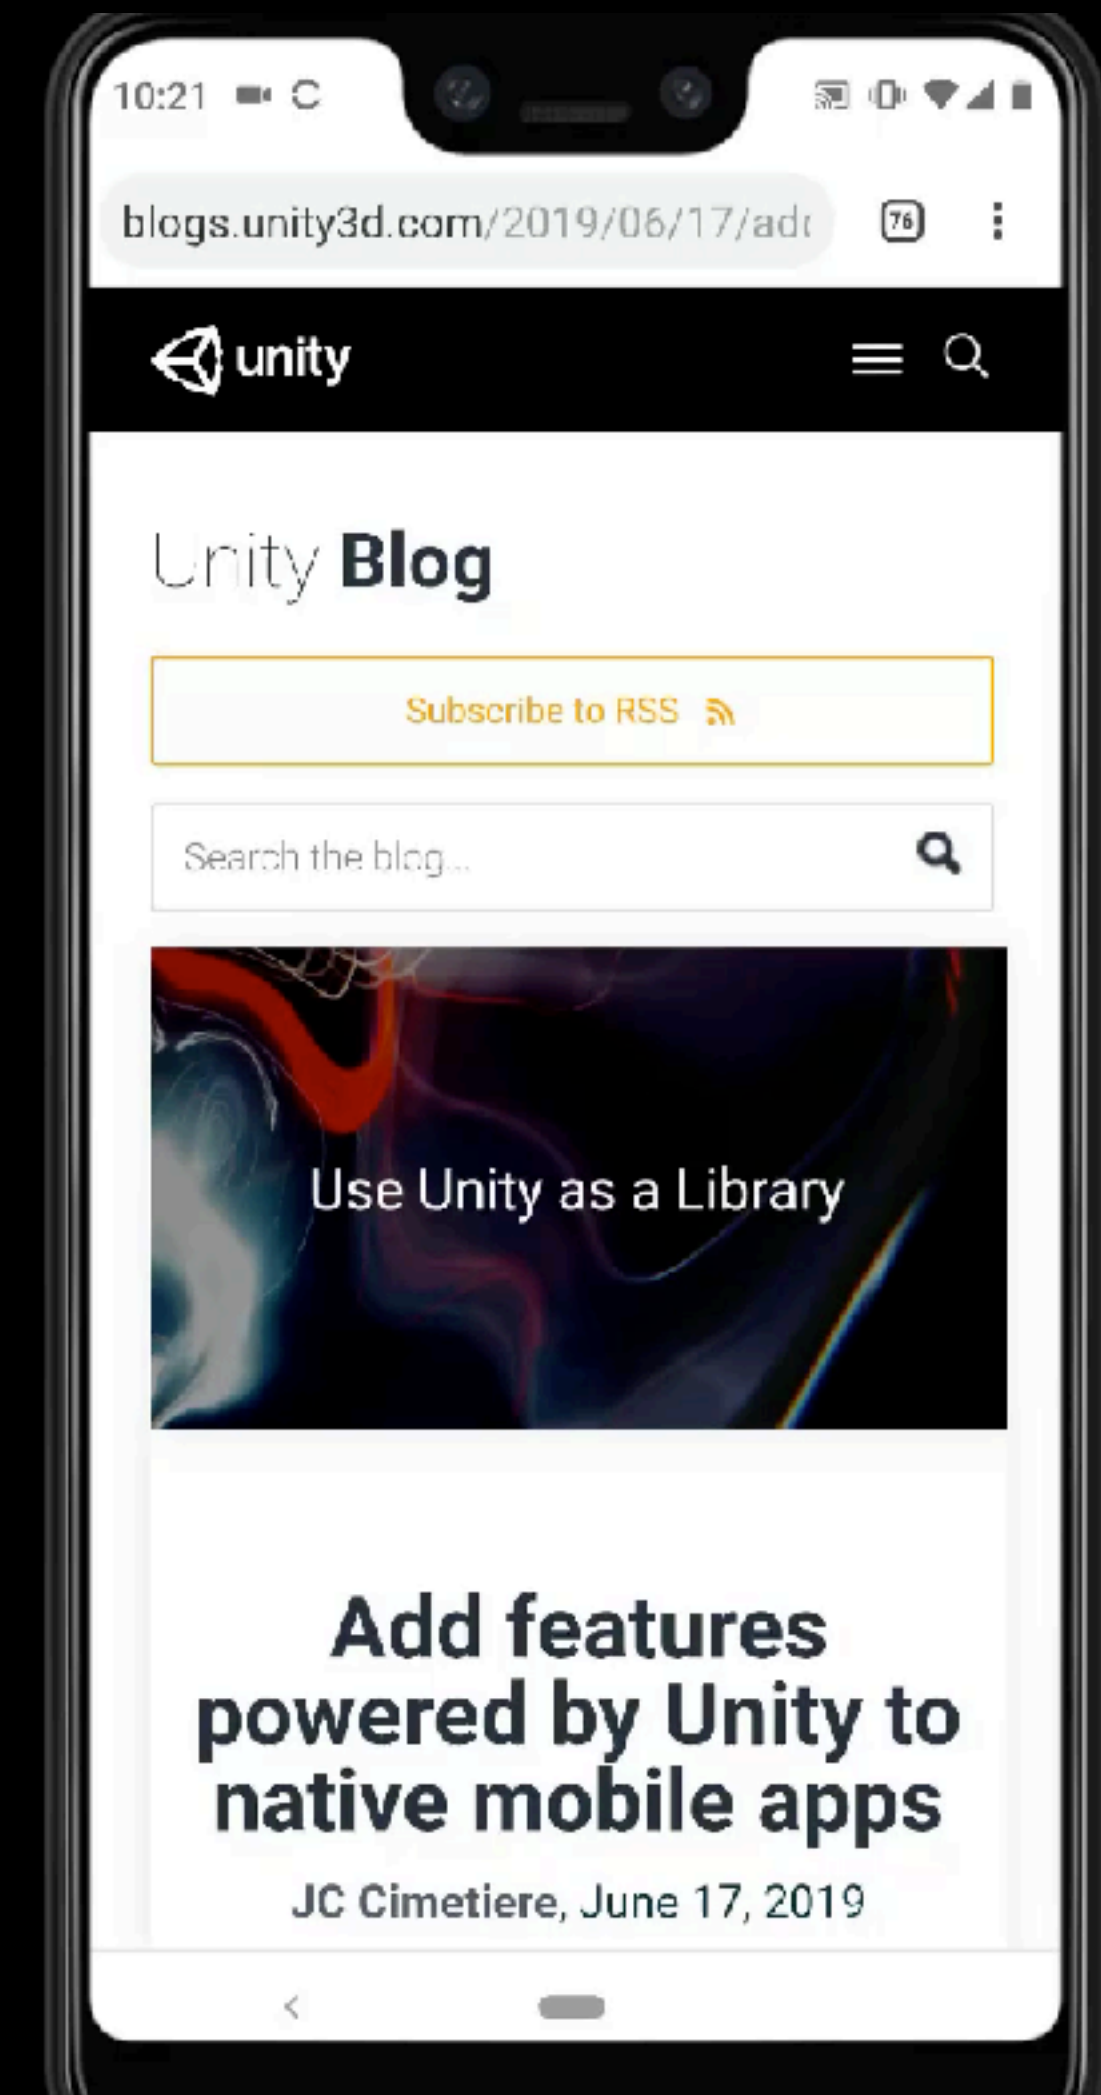 10:21
blogs.unity3d.com/2019/06/17/add
76
unity
Unity Blog
Subscribe to RSS
Search the blog...
Use Unity as a Library
Add features
powered by Unity to
native mobile apps
JC Cimetiere, June 17, 2019